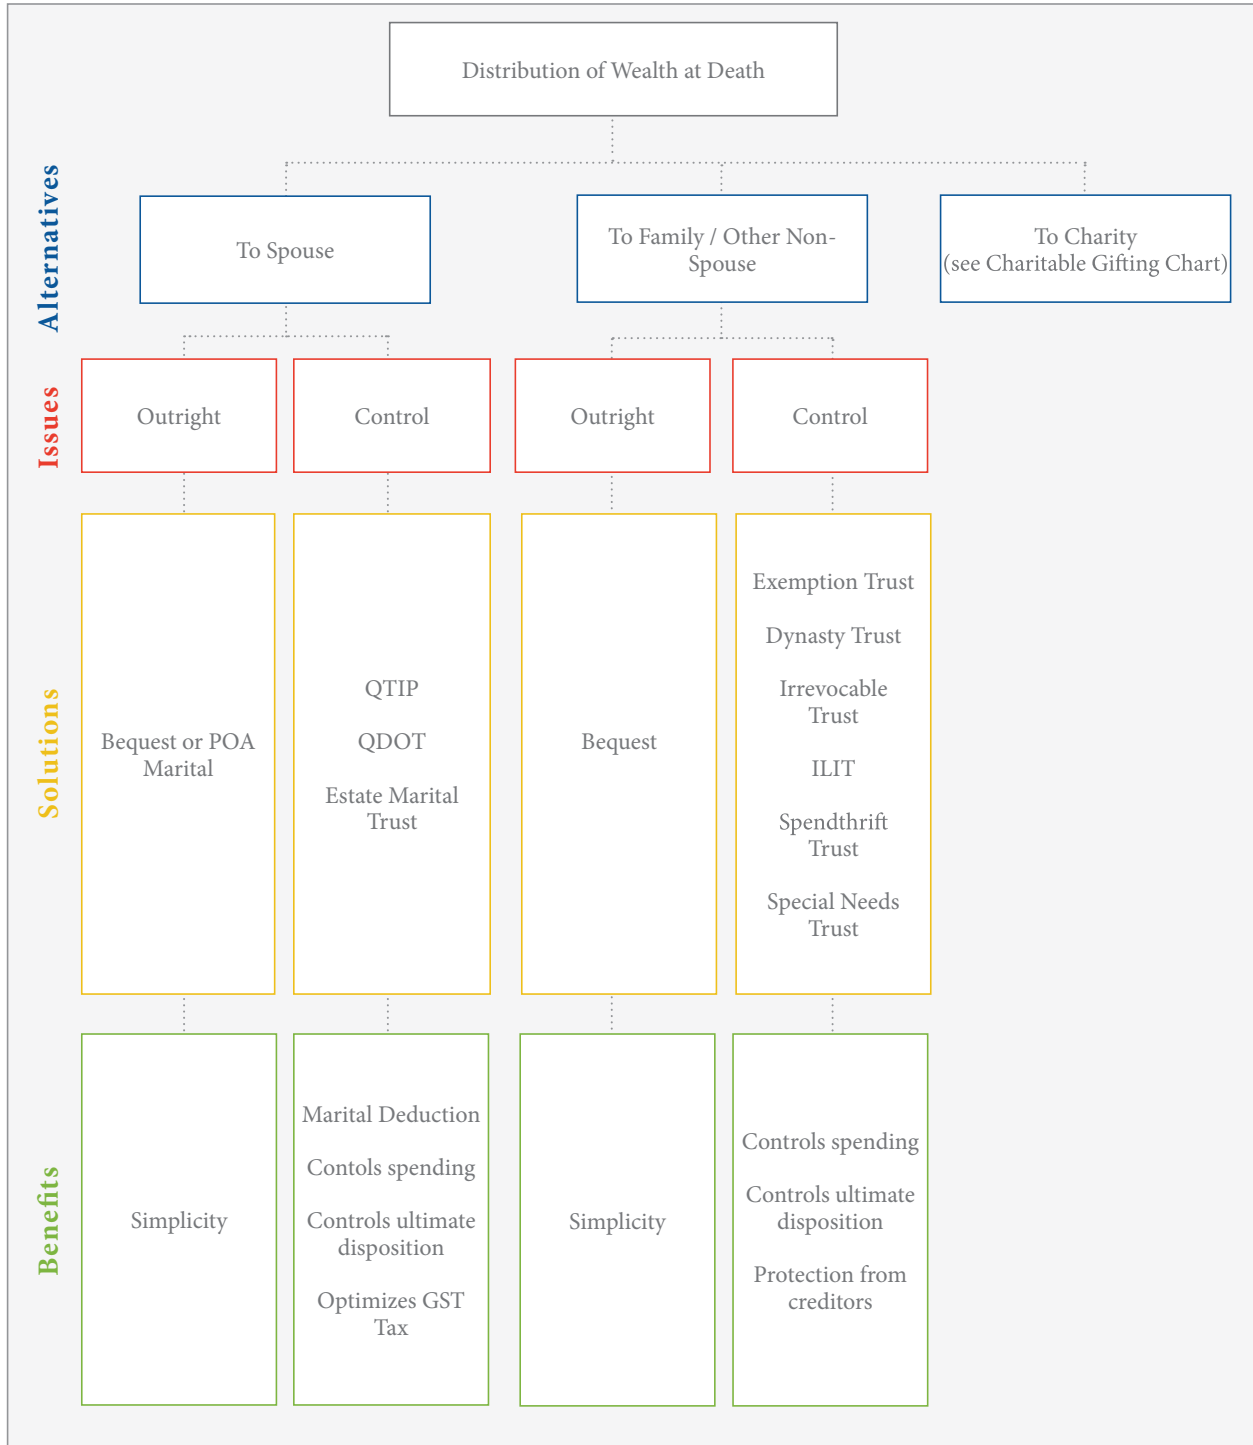 Distribution of Wealth at Death
Alternatives
To Spouse
To Family / Other Non-
Spouse
To Charity
(see Charitable Gifting Chart)
Issues
Outright
Control
Outright
Control
Solutions
Bequest or POA
Marital
QTIP
QDOT
Estate Marital
Trust
Bequest
Exemption Trust
Dynasty Trust
Irrevocable
Trust
ILIT
Spendthrift
Trust
Special Needs
Trust
Benefits
Simplicity
Marital Deduction
Contols spending
Controls ultimate
disposition
Optimizes GST
Tax
Simplicity
Controls spending
Controls ultimate
disposition
Protection from
creditors